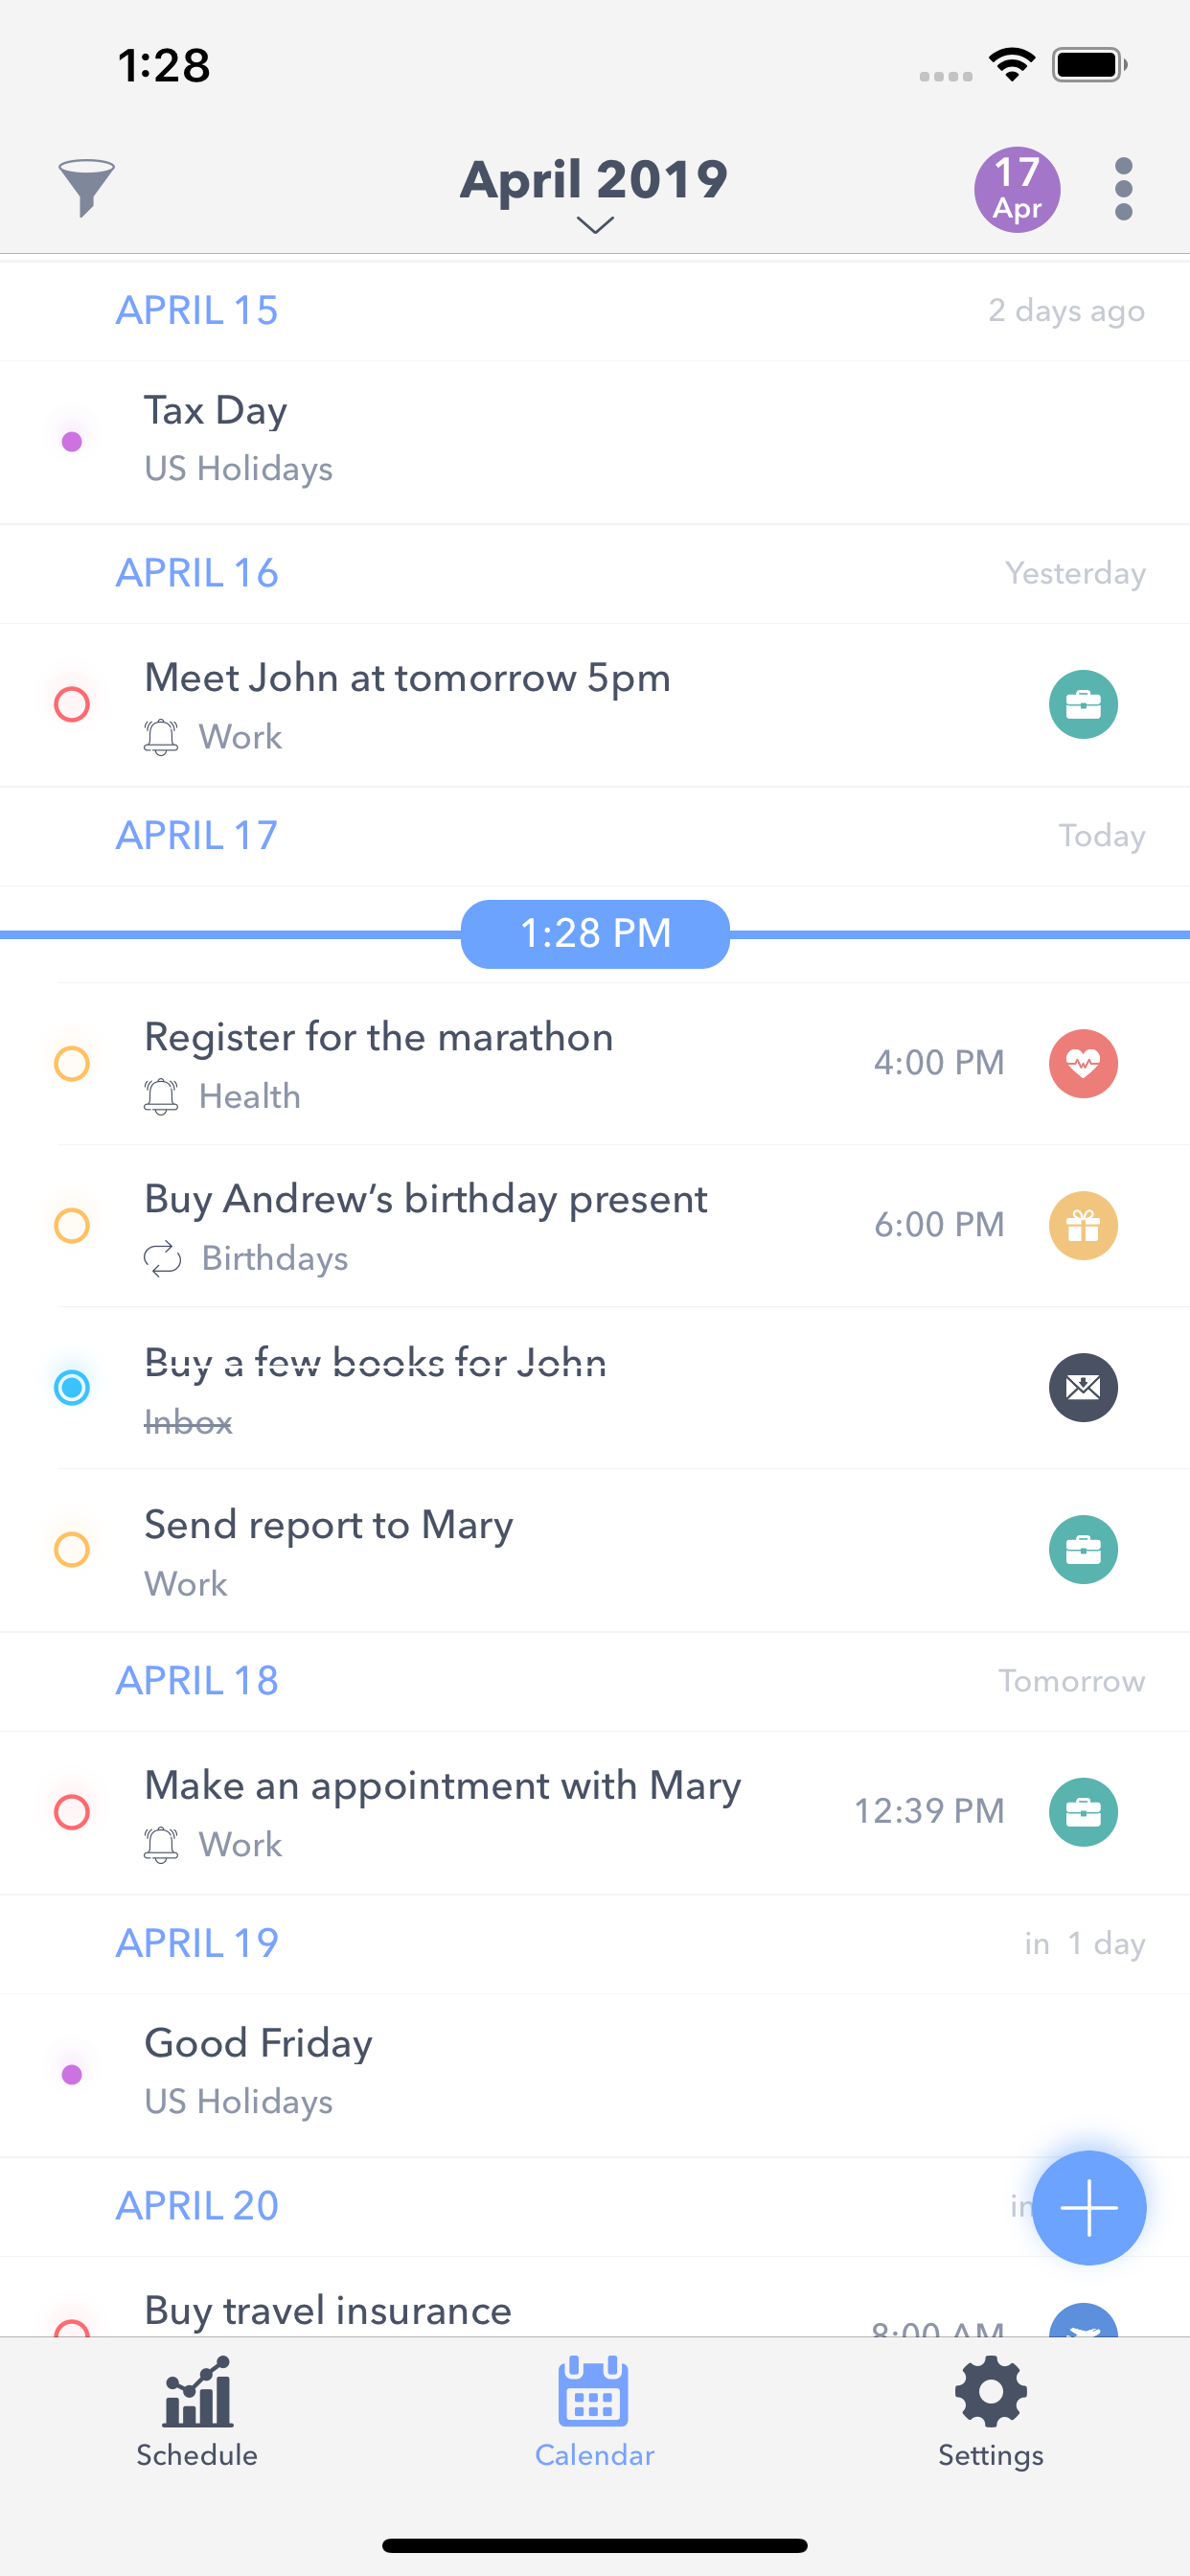 1:28
April 2019
17
Apr
APRIL 15
2 days ago
Tax Day
US Holidays
APRIL 16
Yesterday
Meet John at tomorrow 5pm
Work
APRIL 17
Today
1:28 PM
Register for the marathon
4:00 PM
Health
Buy Andrew’s birthday present
6:00 PM
Birthdays
Buy a few books for John
Inbox
Send report to Mary
Work
APRIL 18
Tomorrow
Make an appointment with Mary
12:39 PM
Work
APRIL 19
in  1 day
Good Friday
US Holidays
APRIL 20
in
Buy travel insurance
8:00 AM
Schedule
Calendar
Settings